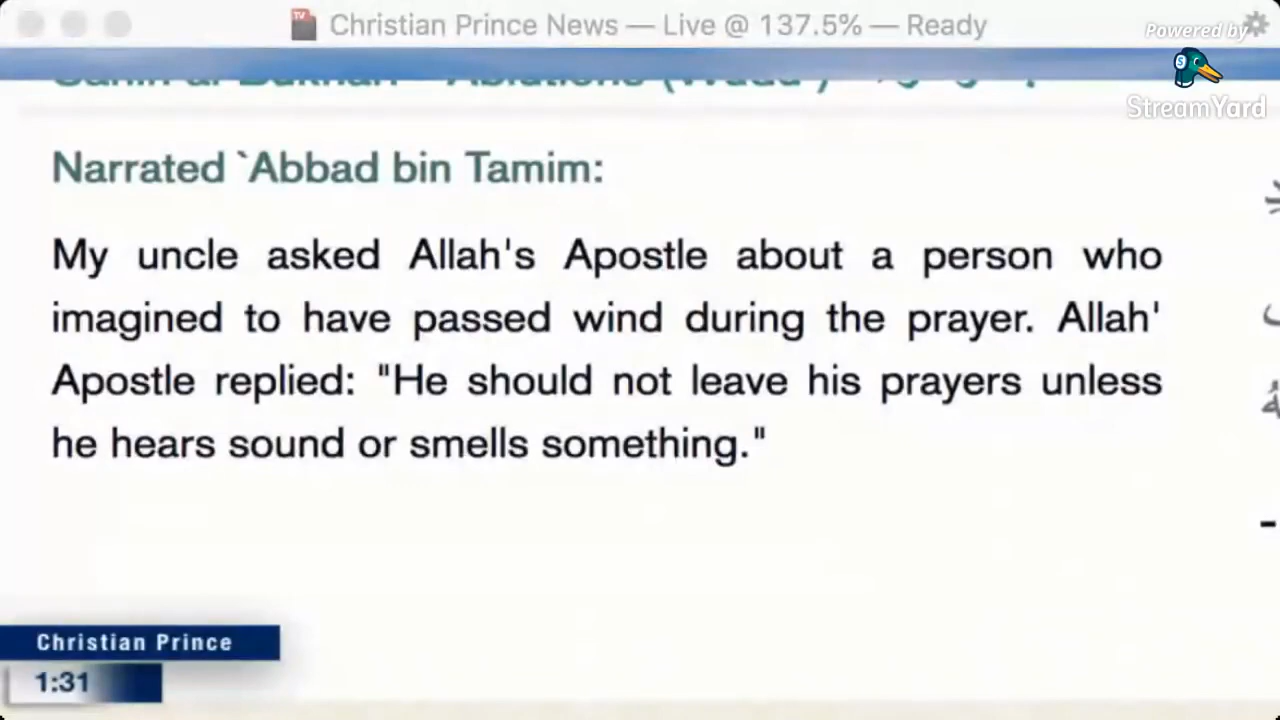 Christian Prince News — Live @ 137.5% — Ready
Powered by
StreamYard
Narrated `Abbad bin Tamim:
My uncle asked Allah's Apostle about a person who
imagined to have passed wind during the prayer. Allah'
Apostle replied: "He should not leave his prayers unless
he hears sound or smells something."
Christian Prince
1:31